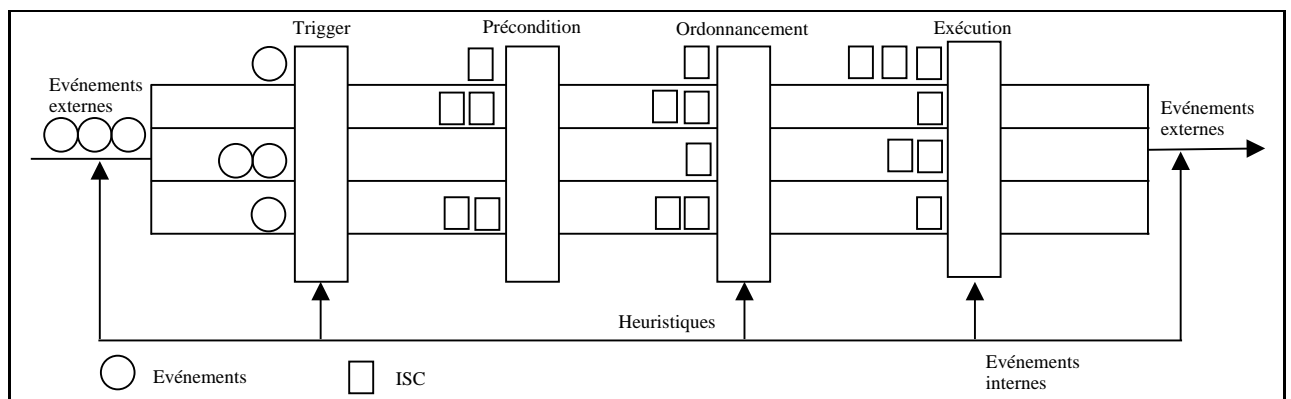 Trigger
Précondition
Ordonnancement
Exécution
Evénements
externes
Evénements
externes
Heuristiques
Evénements
ISC
Evénements
internes